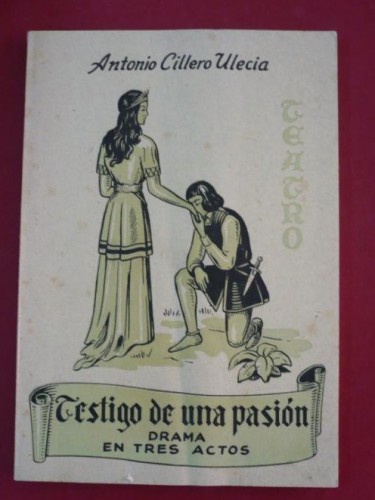 Antonio Cillero Ulecia
TEATRO
Testigo de una pasión
DRAMA
EN TRES ACTOS